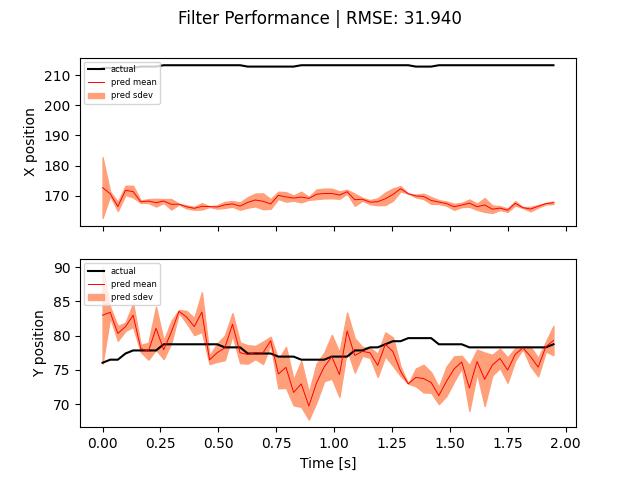 Filter Performance | RMSE: 31.940
X position
210
200
190
180
170
actual
pred mean
pred sdev
Y position
90
85
80
75
70
actual
pred mean
pred sdev
0.00 0.25 0.50 0.75 1.00 1.25 1.50 1.75 2.00
Time [s]